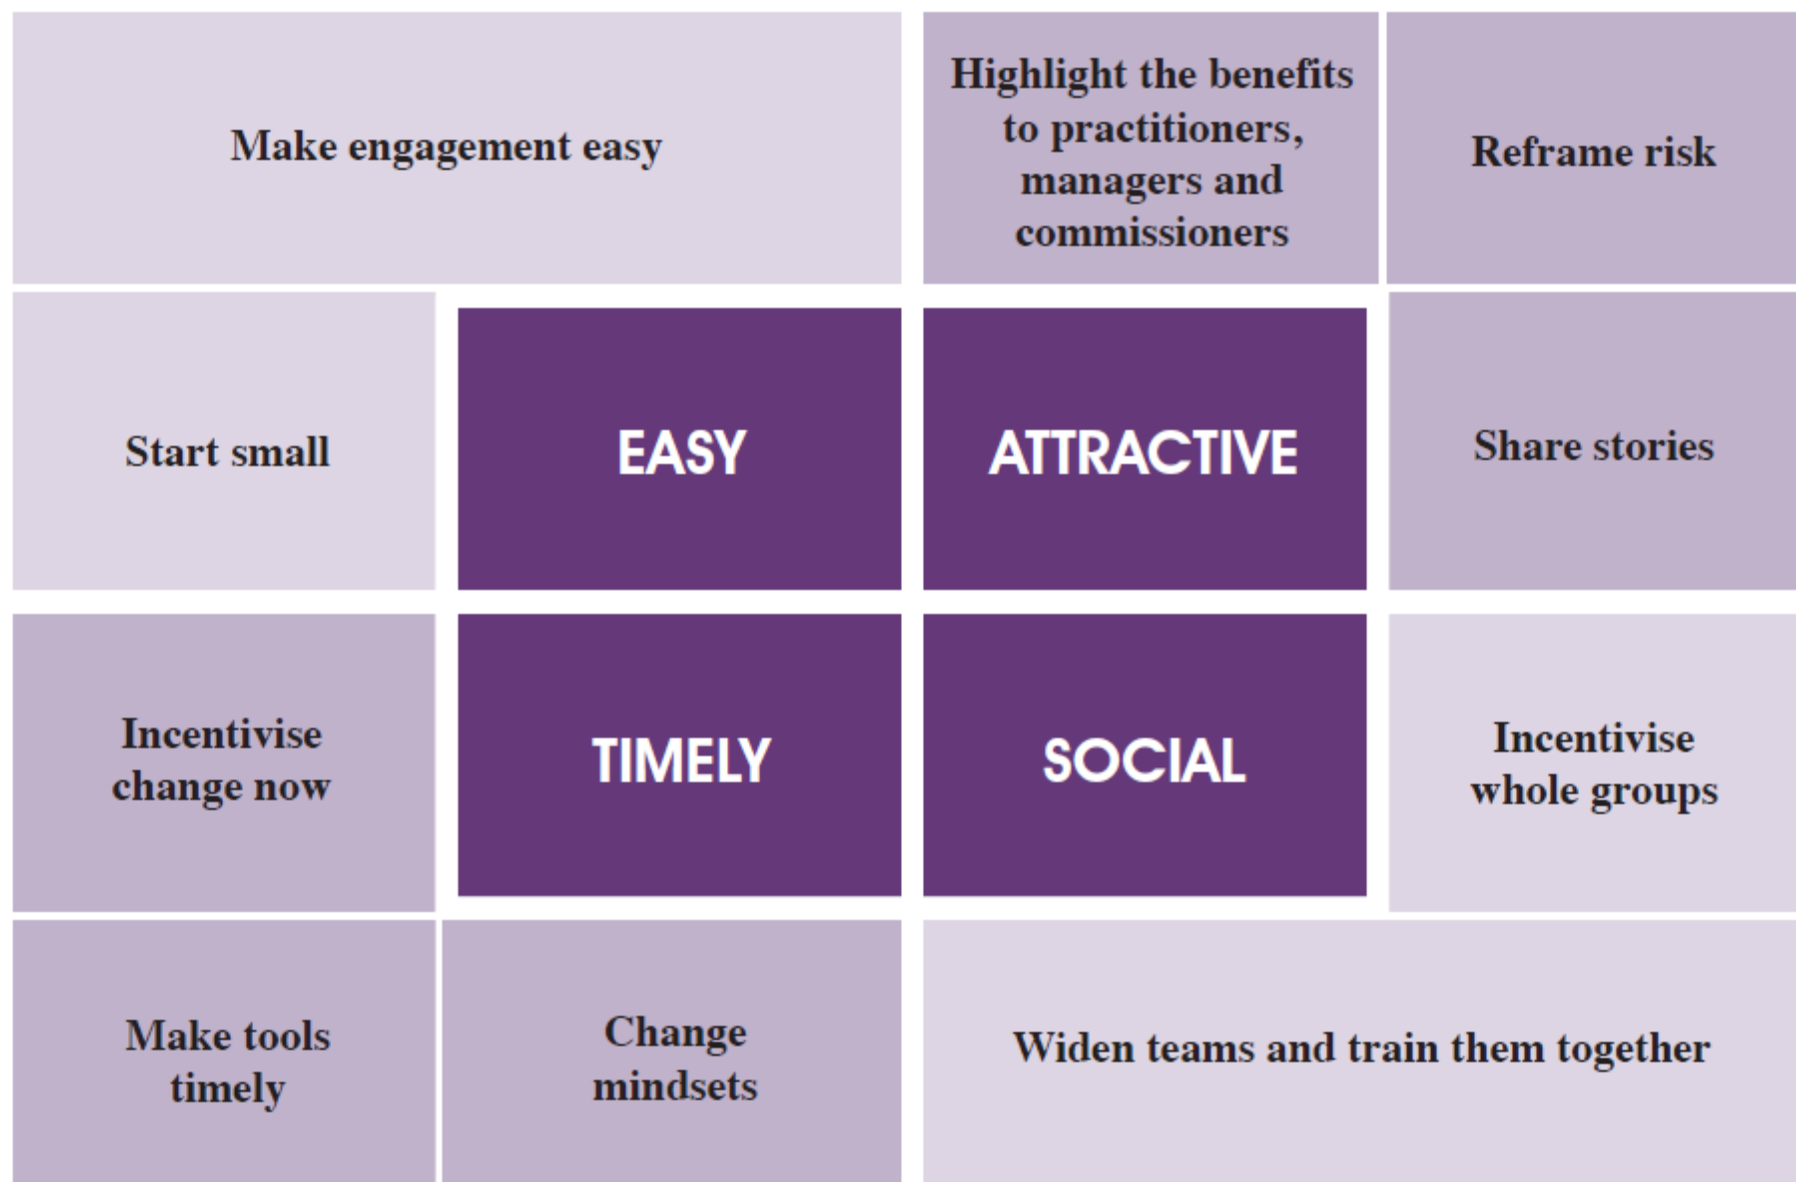 Make engagement easy
Highlight the benefits
to practitioners,
managers and
commissioners
Reframe risk
Start small
EASY
ATTRACTIVE
Share stories
Incentivise
change now
TIMELY
SOCIAL
Incentivise
whole groups
Make tools
timely
Change
mindsets
Widen teams and train them together